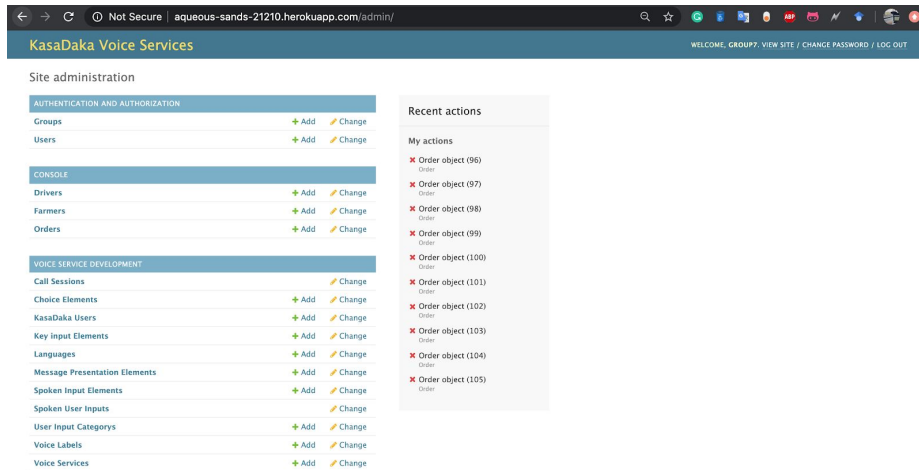 Not Secure aqueous-sands-21210.herokuapp.com/admin/
ABP
KasaDaka Voice Services
WELCOME, GROUP7. VIEW SITE / CHANGE PASSWORD / LOG OUT
Site administration
AUTHENTICATION AND AUTHORIZATION
Groups Add Change
Users Add Change
CONSOLE
Drivers Add Change
Farmers Add Change
Orders Add Change
VOICE SERVICE DEVELOPMENT
Call Sessions Change
Choice Elements Add Change
KasaDaka Users Add Change
Key input Elements Add Change
Languages Add Change
Message Presentation Elements Add Change
Spoken Input Elements Add Change
Spoken User Inputs Change
User Input Categorys Add Change
Voice Labels Add Change
Voice Services Add Change
Recent actions
My actions
Order object (96)
Order
Order object (97)
Order
Order object (98)
Order
Order object (99)
Order
Order object (100)
Order
Order object (101)
Order
Order object (102)
Order
Order object (103)
Order
Order object (104)
Order
Order object (105)
Order